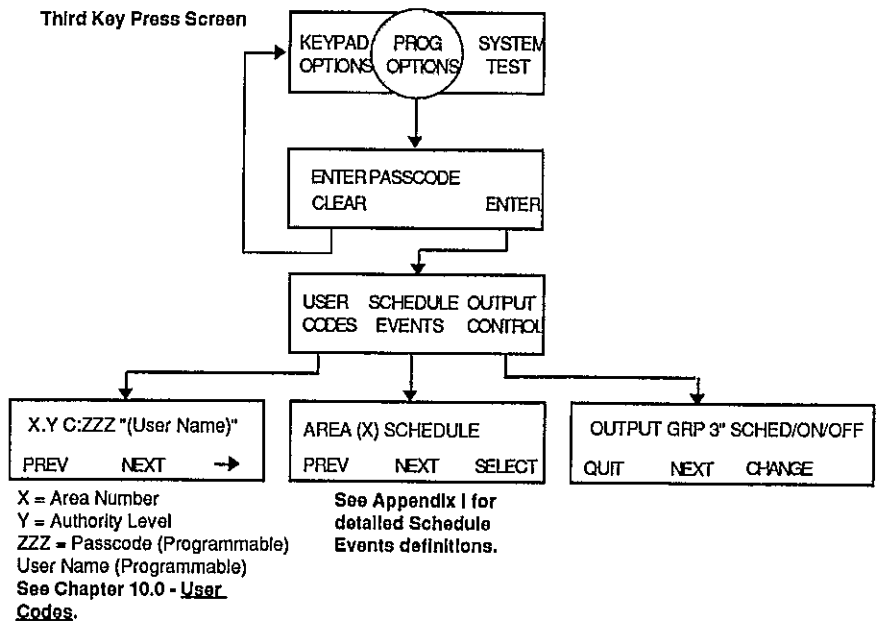 Third Key Press Screen
KEYPAD PROG SYSTEM
OPTIONS OPTIONS TEST
ENTER PASSCODE
CLEAR ENTER
USER SCHEDULE OUTPUT
CODES EVENTS CONTROL
X.Y C:ZZZ "(User Name)"
PREV NEXT →
X = Area Number
Y = Authority Level
ZZZ = Passcode (Programmable)
User Name (Programmable)
See Chapter 10.0 - User
Codes.
AREA (X) SCHEDULE
PREV NEXT SELECT
See Appendix I for
detailed Schedule
Events definitions.
OUTPUT GRP 3" SCHED/ON/OFF
QUIT NEXT CHANGE